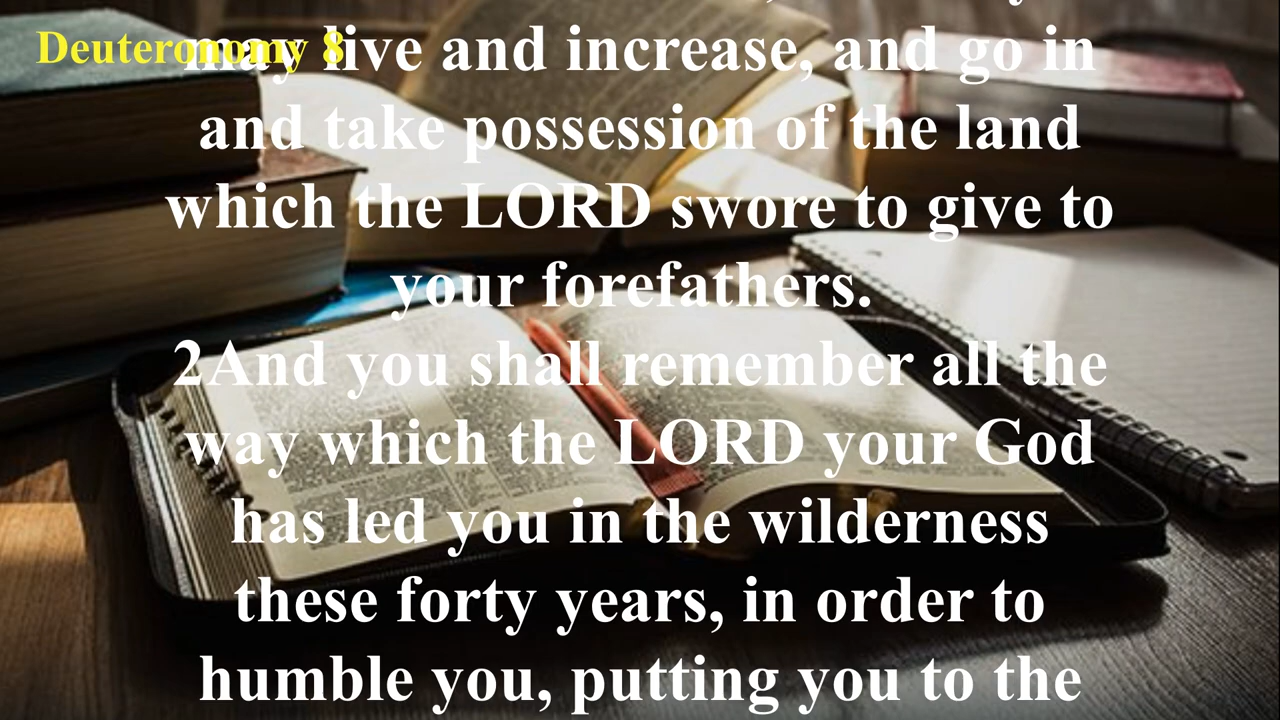 Deuteronomy 8
may live and increase, and go in
and take possession of the land
which the LORD swore to give to
your forefathers.
2And you shall remember all the
way which the LORD your God
has led you in the wilderness
these forty years, in order to
humble you, putting you to the